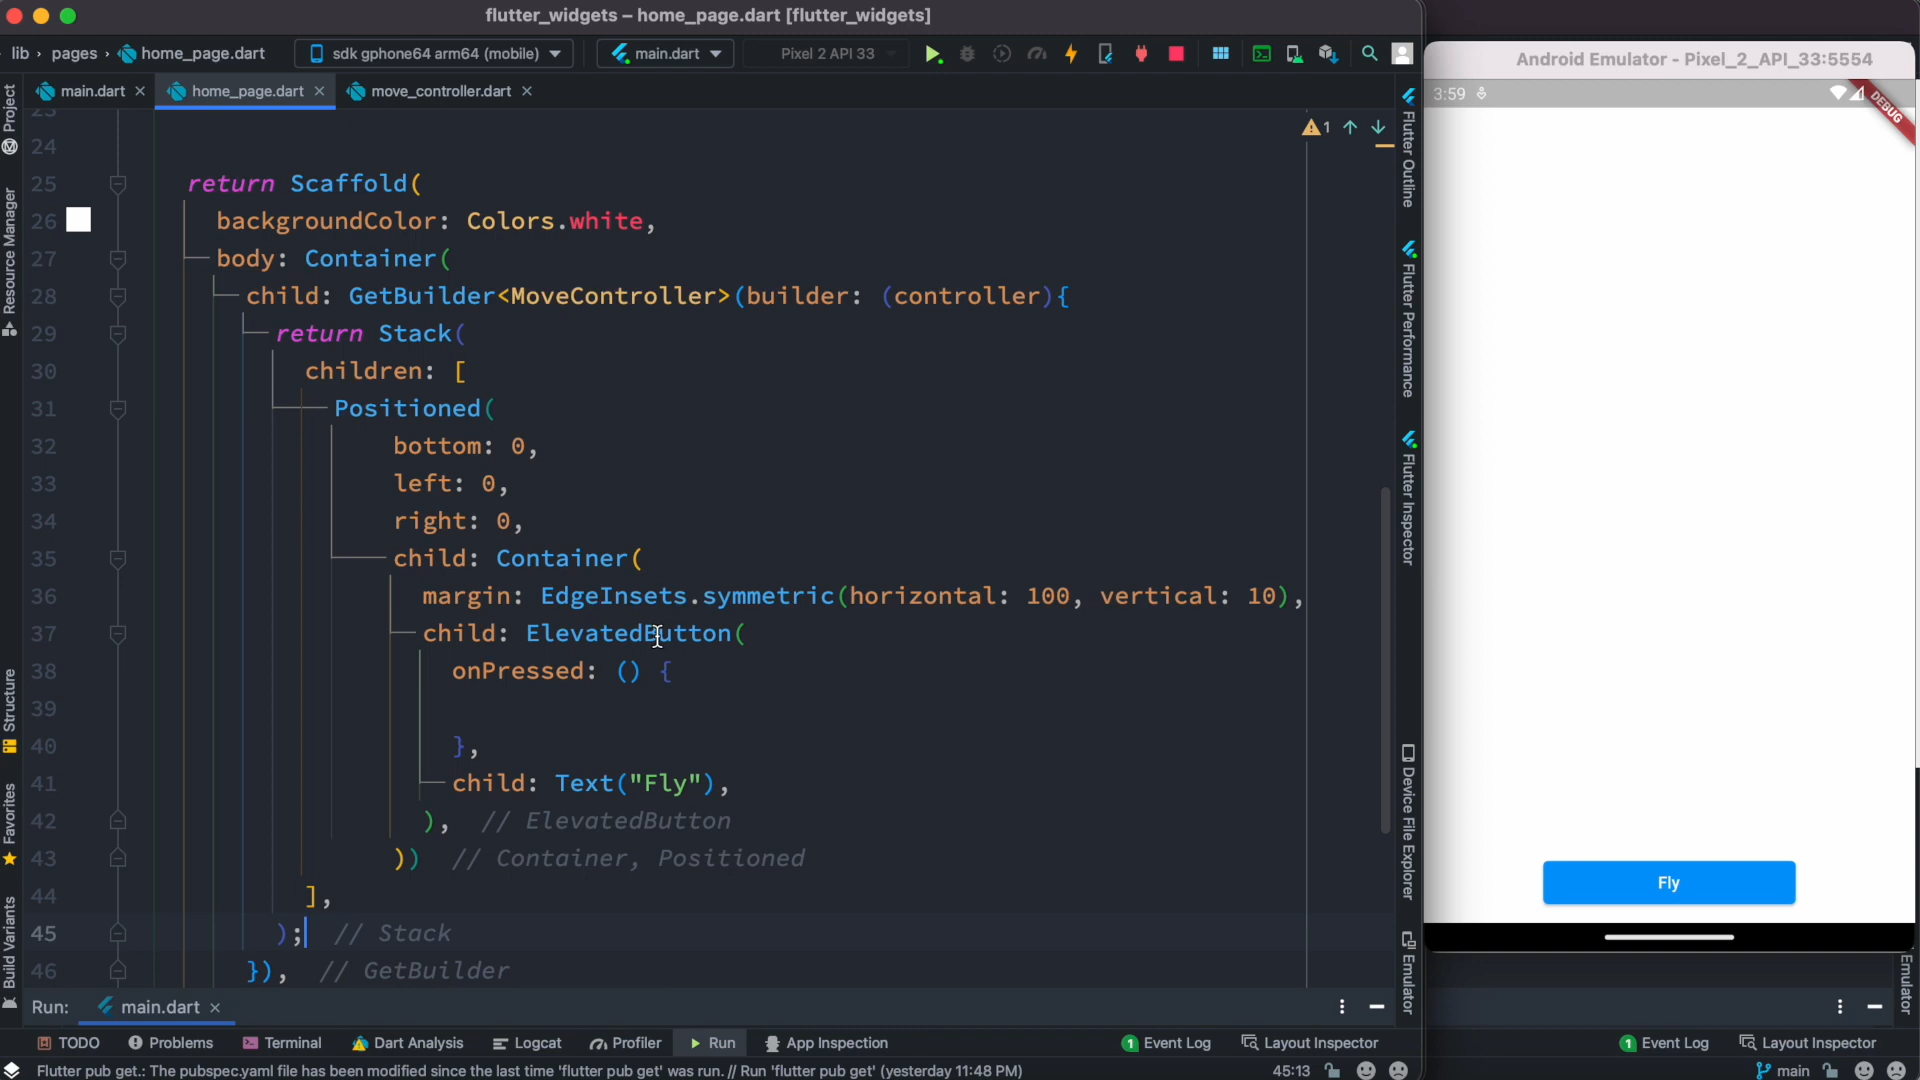 flutter_widgets – home_page.dart [flutter_widgets]
lib › pages › home_page.dart
sdk gphone64 arm64 (mobile)
main.dart
Pixel 2 API 33
main.dart
home_page.dart
move_controller.dart
1
23
24
25 return Scaffold(
26 backgroundColor: Colors.white,
27 body: Container(
28 child: GetBuilder<MoveController>(builder: (controller){
29 return Stack(
30 children: [
31 Positioned(
32 bottom: 0,
33 left: 0,
34 right: 0,
35 child: Container(
36 margin: EdgeInsets.symmetric(horizontal: 100, vertical: 10),
37 child: ElevatedButton(
38 onPressed: () {
39
40 },
41 child: Text("Fly"),
42 ), // ElevatedButton
43 )) // Container, Positioned
44 ],
45 ); // Stack
46 }), // GetBuilder
Project
Resource Manager
Structure
Favorites
Build Variants
Flutter Outline
Flutter Performance
Flutter Inspector
Device File Explorer
Emulator
Android Emulator - Pixel_2_API_33:5554
3:59
DEBUG
Fly
Emulator
Run: main.dart
TODO
Problems
Terminal
Dart Analysis
Logcat
Profiler
Run
App Inspection
1 Event Log
Layout Inspector
1 Event Log
Layout Inspector
Flutter pub get.: The pubspec.yaml file has been modified since the last time 'flutter pub get' was run. // Run 'flutter pub get' (yesterday 11:48 PM)
45:13
main